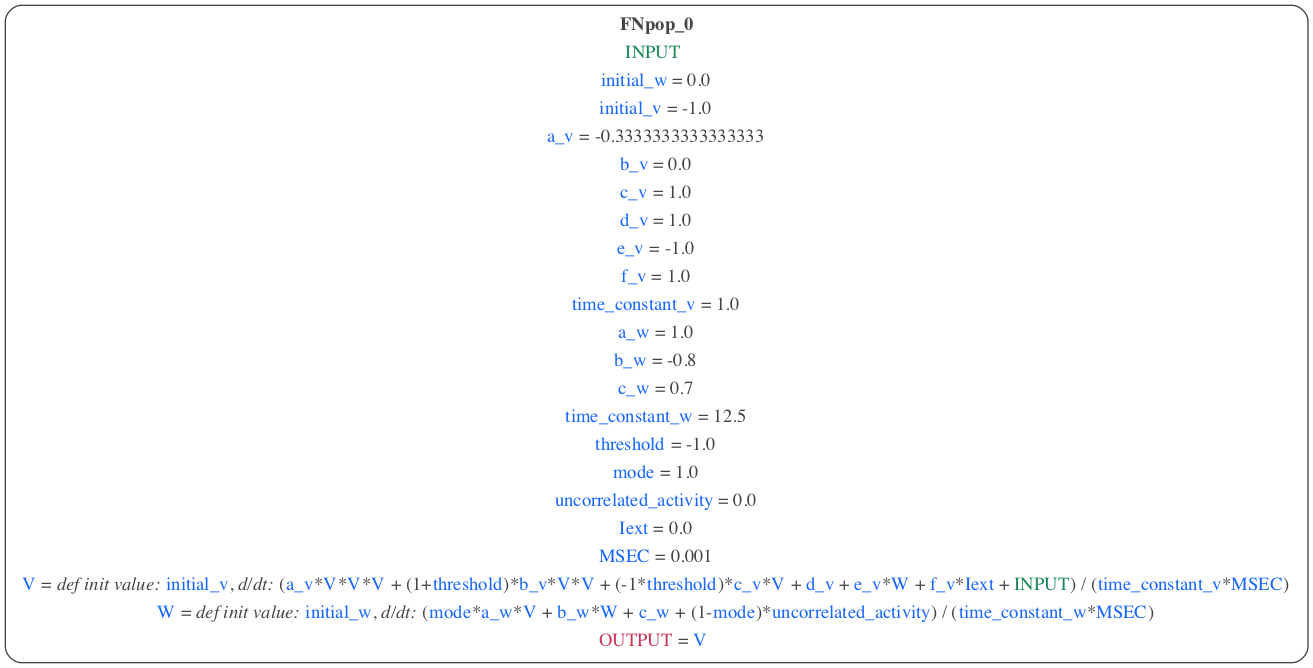 FNpop_0
INPUT
initial_w = 0.0
initial_v = -1.0
a_v = -0.3333333333333333
b_v = 0.0
c_v = 1.0
d_v = 1.0
e_v = -1.0
f_v = 1.0
time_constant_v = 1.0
a_w = 1.0
b_w = -0.8
c_w = 0.7
time_constant_w = 12.5
threshold = -1.0
mode = 1.0
uncorrelated_activity = 0.0
Iext = 0.0
MSEC = 0.001
V = def init value: initial_v, d/dt: (a_v*V*V*V + (1+threshold)*b_v*V*V + (-1*threshold)*c_v*V + d_v + e_v*W + f_v*Iext + INPUT) / (time_constant_v*MSEC)
W = def init value: initial_w, d/dt: (mode*a_w*V + b_w*W + c_w + (1-mode)*uncorrelated_activity) / (time_constant_w*MSEC)
OUTPUT = V